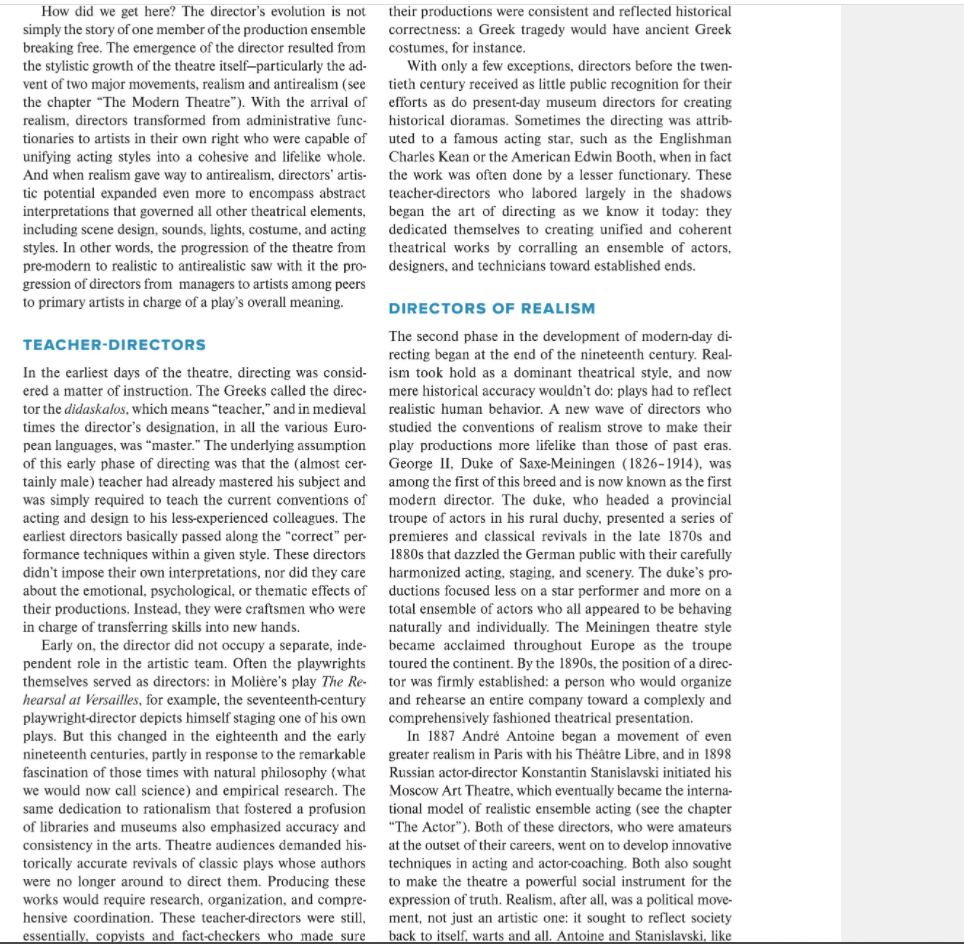 How did we get here? The director's evolution is not
simply the story of one member of the production ensemble
breaking free. The emergence of the director resulted from
the stylistic growth of the theatre itself—particularly the ad-
vent of two major movements, realism and antirealism (see
the chapter "The Modern Theatre"). With the arrival of
realism, directors transformed from administrative func-
tionaries to artists in their own right who were capable of
unifying acting styles into a cohesive and lifelike whole.
And when realism gave way to antirealism, directors' artis-
tic potential expanded even more to encompass abstract
interpretations that governed all other theatrical elements,
including scene design, sounds, lights, costume, and acting
styles. In other words, the progression of the theatre from
pre-modern to realistic to antirealistic saw with it the pro-
gression of directors from managers to artists among peers
to primary artists in charge of a play's overall meaning.
TEACHER-DIRECTORS
In the earliest days of the theatre, directing was consid-
ered a matter of instruction. The Greeks called the direc-
tor the didaskalos, which means "teacher," and in medieval
times the director's designation, in all the various Euro-
pean languages, was "master." The underlying assumption
of this early phase of directing was that the (almost cer-
tainly male) teacher had already mastered his subject and
was simply required to teach the current conventions of
acting and design to his less-experienced colleagues. The
earliest directors basically passed along the "correct" per-
formance techniques within a given style. These directors
didn't impose their own interpretations, nor did they care
about the emotional, psychological, or thematic effects of
their productions. Instead, they were craftsmen who were
in charge of transferring skills into new hands.
Early on, the director did not occupy a separate, inde-
pendent role in the artistic team. Often the playwrights
themselves served as directors: in Molière's play The Re-
hearsal at Versailles, for example, the seventeenth-century
playwright-director depicts himself staging one of his own
plays. But this changed in the eighteenth and the early
nineteenth centuries, partly in response to the remarkable
fascination of those times with natural philosophy (what
we would now call science) and empirical research. The
same dedication to rationalism that fostered a profusion
of libraries and museums also emphasized accuracy and
consistency in the arts. Theatre audiences demanded his-
torically accurate revivals of classic plays whose authors
were no longer around to direct them. Producing these
works would require research, organization, and compre-
hensive coordination. These teacher-directors were still,
essentially, copyists and fact-checkers who made sure
their productions were consistent and reflected historical
correctness: a Greek tragedy would have ancient Greek
costumes, for instance.
With only a few exceptions, directors before the twen-
tieth century received as little public recognition for their
efforts as do present-day museum directors for creating
historical dioramas. Sometimes the directing was attrib-
uted to a famous acting star, such as the Englishman
Charles Kean or the American Edwin Booth, when in fact
the work was often done by a lesser functionary. These
teacher-directors who labored largely in the shadows
began the art of directing as we know it today: they
dedicated themselves to creating unified and coherent
theatrical works by corralling an ensemble of actors,
designers, and technicians toward established ends.
DIRECTORS OF REALISM
The second phase in the development of modern-day di-
recting began at the end of the nineteenth century. Real-
ism took hold as a dominant theatrical style, and now
mere historical accuracy wouldn't do: plays had to reflect
realistic human behavior. A new wave of directors who
studied the conventions of realism strove to make their
play productions more lifelike than those of past eras.
George II, Duke of Saxe-Meiningen (1826–1914), was
among the first of this breed and is now known as the first
modern director. The duke, who headed a provincial
troupe of actors in his rural duchy, presented a series of
premieres and classical revivals in the late 1870s and
1880s that dazzled the German public with their carefully
harmonized acting, staging, and scenery. The duke's pro-
ductions focused less on a star performer and more on a
total ensemble of actors who all appeared to be behaving
naturally and individually. The Meiningen theatre style
became acclaimed throughout Europe as the troupe
toured the continent. By the 1890s, the position of a direc-
tor was firmly established: a person who would organize
and rehearse an entire company toward a complexly and
comprehensively fashioned theatrical presentation.
In 1887 André Antoine began a movement of even
greater realism in Paris with his Théâtre Libre, and in 1898
Russian actor-director Konstantin Stanislavski initiated his
Moscow Art Theatre, which eventually became the interna-
tional model of realistic ensemble acting (see the chapter
"The Actor"). Both of these directors, who were amateurs
at the outset of their careers, went on to develop innovative
techniques in acting and actor-coaching. Both also sought
to make the theatre a powerful social instrument for the
expression of truth. Realism, after all, was a political move-
ment, not just an artistic one: it sought to reflect society
back to itself, warts and all. Antoine and Stanislavski, like